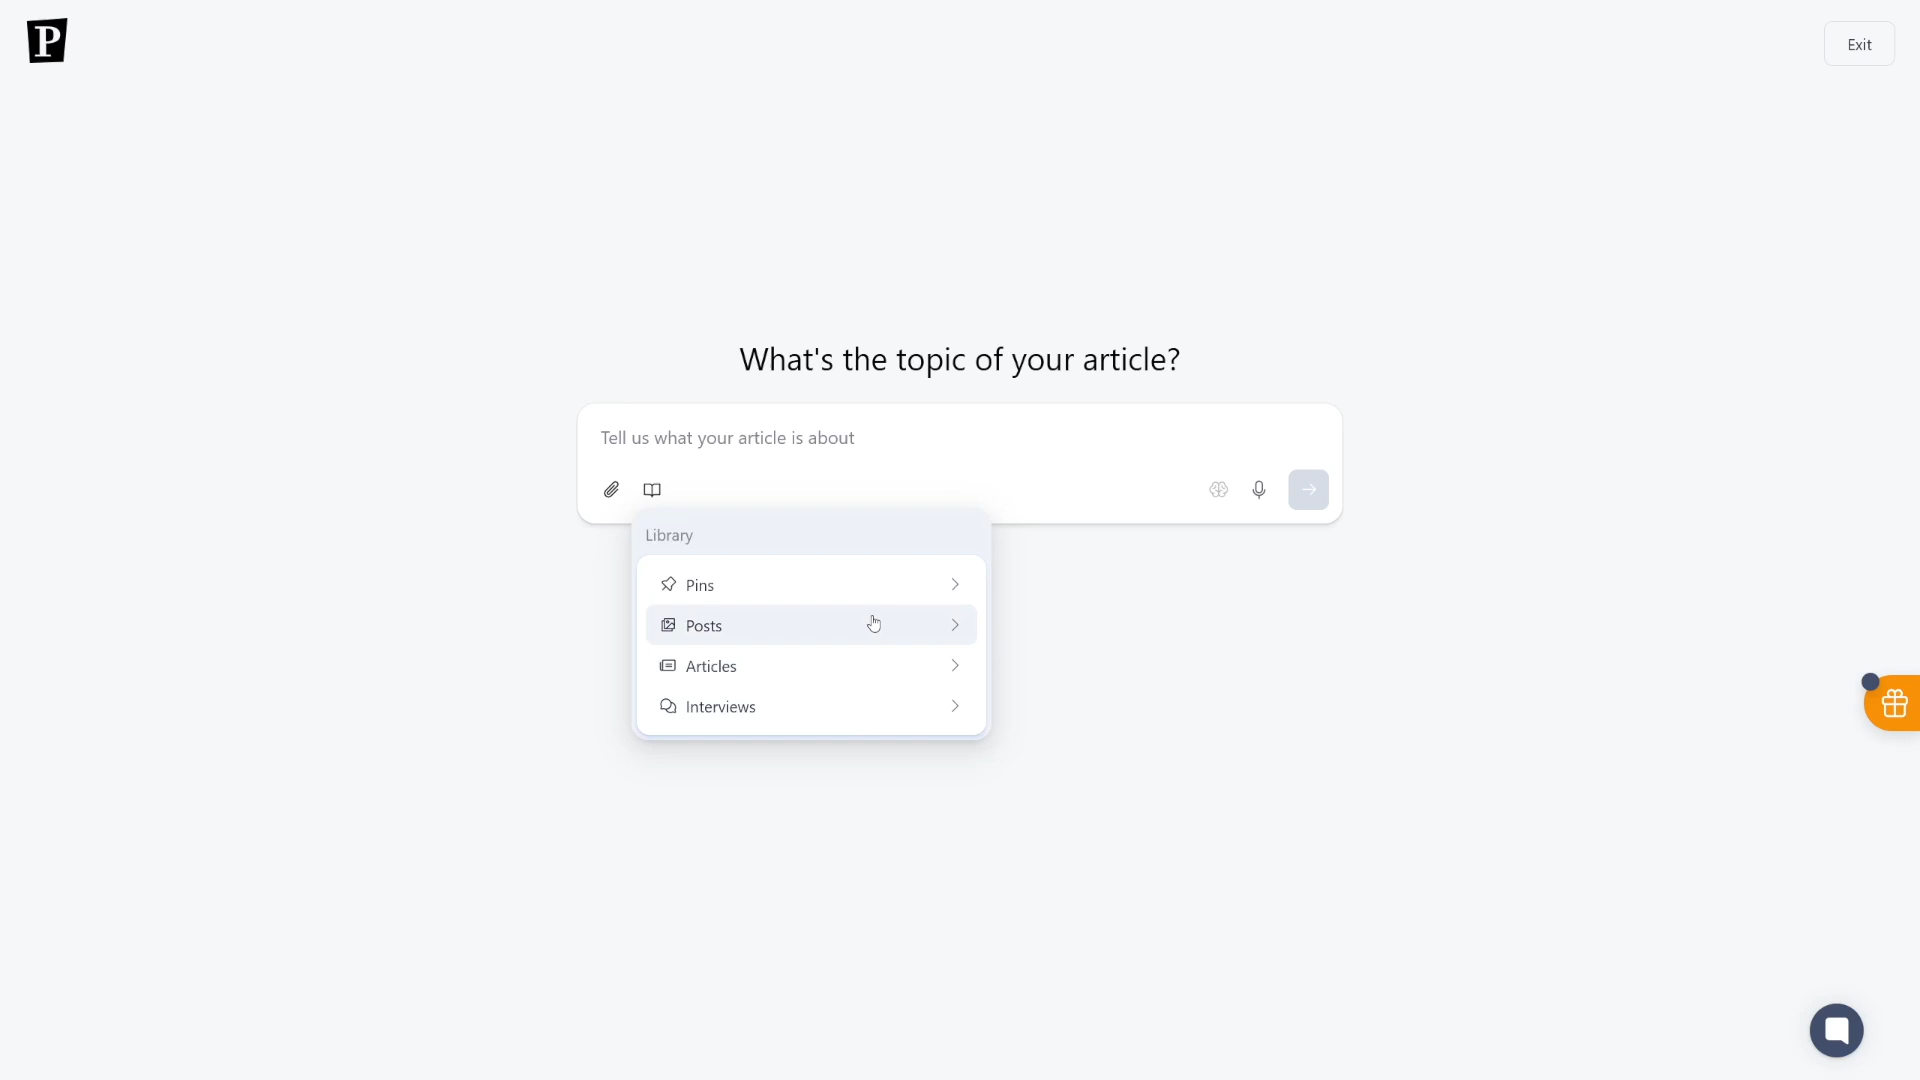 P
Exit
What's the topic of your article?
Tell us what your article is about
Library
Pins
Posts
Articles
Interviews